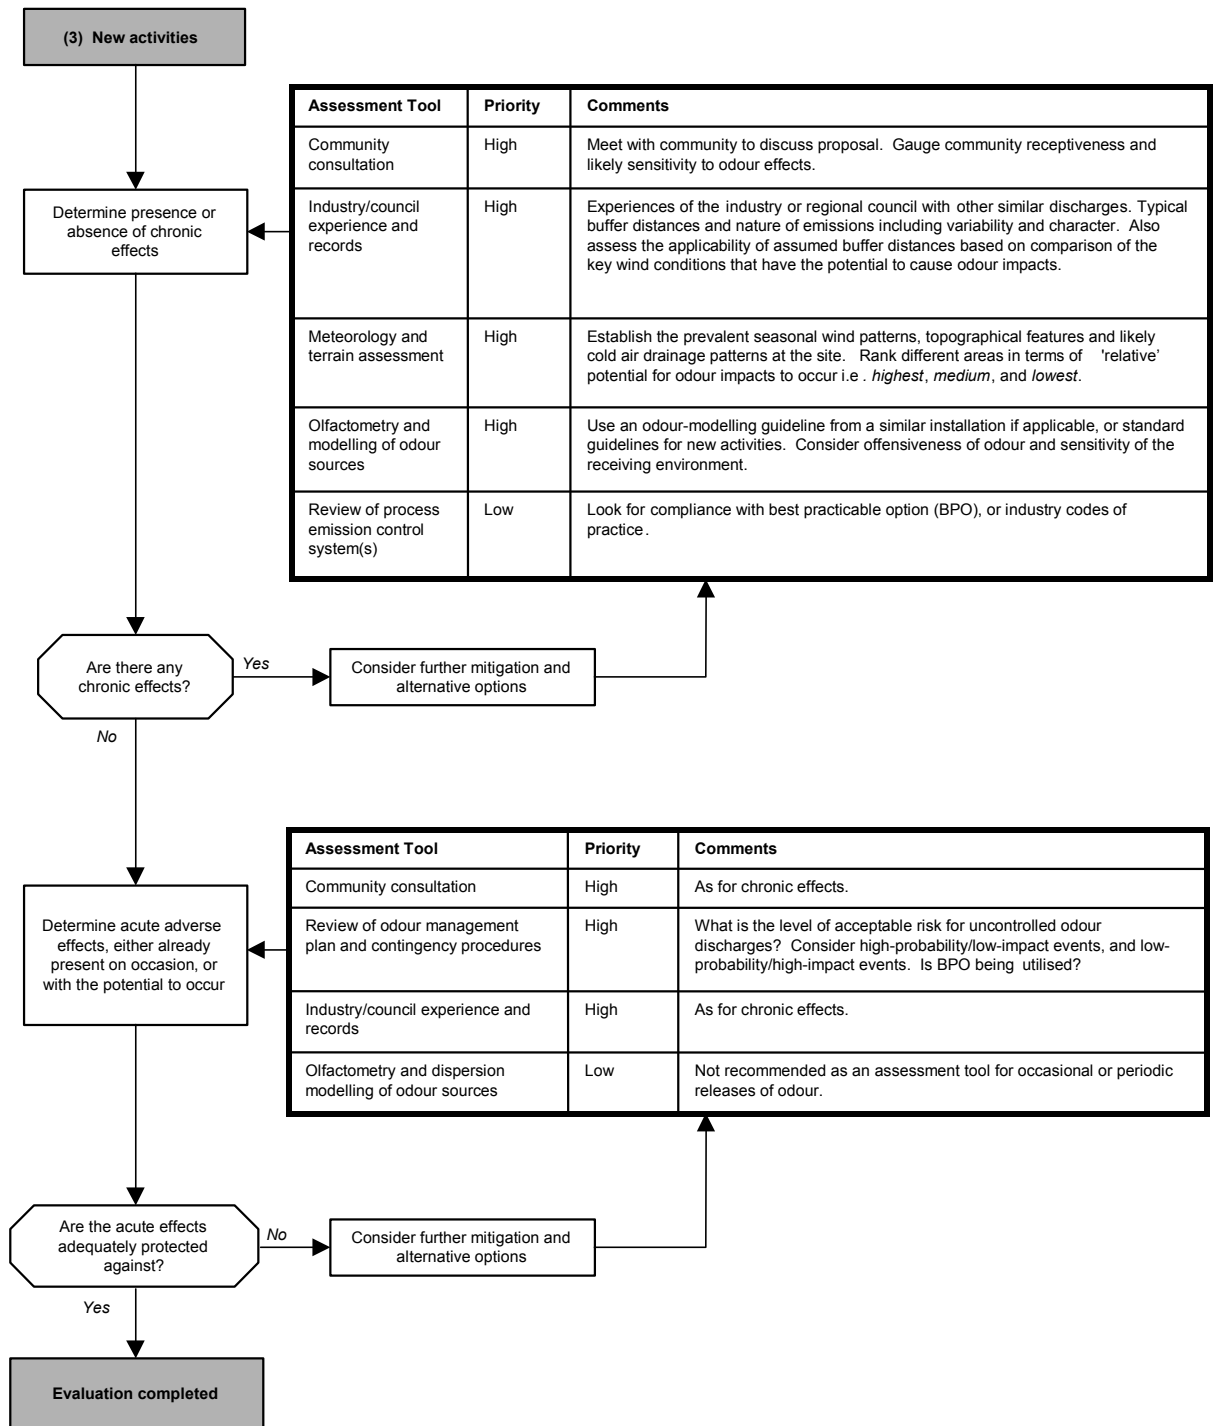 (3) New activities
Assessment Tool
Priority
Comments
Community
consultation
High
Meet with community to discuss proposal. Gauge community receptiveness and
likely sensitivity to odour effects.
Determine presence or
absence of chronic
effects
Industry/council
experience and
records
High
Experiences of the industry or regional council with other similar discharges. Typical
buffer distances and nature of emissions including variability and character. Also
assess the applicability of assumed buffer distances based on comparison of the
key wind conditions that have the potential to cause odour impacts.
Meteorology and
terrain assessment
High
Establish the prevalent seasonal wind patterns, topographical features and likely
cold air drainage patterns at the site. Rank different areas in terms of 'relative’
potential for odour impacts to occur i.e . highest, medium, and lowest.
Olfactometry and
modelling of odour
sources
High
Use an odour-modelling guideline from a similar installation if applicable, or standard
guidelines for new activities. Consider offensiveness of odour and sensitivity of the
receiving environment.
Review of process
emission control
system(s)
Low
Look for compliance with best practicable option (BPO), or industry codes of
practice.
Are there any
chronic effects?
Yes
Consider further mitigation and
alternative options
No
Assessment Tool
Priority
Comments
Community consultation
High
As for chronic effects.
Determine acute adverse
effects, either already
present on occasion, or
with the potential to occur
Review of odour management
plan and contingency procedures
High
What is the level of acceptable risk for uncontrolled odour
discharges? Consider high-probability/low-impact events, and low-
probability/high-impact events. Is BPO being utilised?
Industry/council experience and
records
High
As for chronic effects.
Olfactometry and dispersion
modelling of odour sources
Low
Not recommended as an assessment tool for occasional or periodic
releases of odour.
Are the acute effects
adequately protected
against?
No
Consider further mitigation and
alternative options
Yes
Evaluation completed